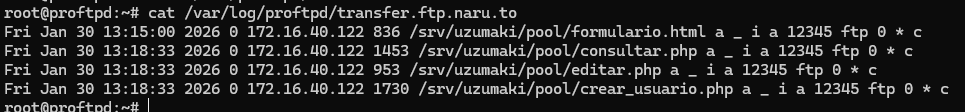 root@proftpd:~# cat /var/log/proftpd/transfer.ftp.naru.to
Fri Jan 30 13:15:00 2026 0 172.16.40.122 836 /srv/uzumaki/pool/formulario.html a _ i a 12345 ftp 0 * c
Fri Jan 30 13:18:33 2026 0 172.16.40.122 1453 /srv/uzumaki/pool/consultar.php a _ i a 12345 ftp 0 * c
Fri Jan 30 13:18:33 2026 0 172.16.40.122 953 /srv/uzumaki/pool/editar.php a _ i a 12345 ftp 0 * c
Fri Jan 30 13:18:33 2026 0 172.16.40.122 1730 /srv/uzumaki/pool/crear_usuario.php a _ i a 12345 ftp 0 * c
root@proftpd:~#